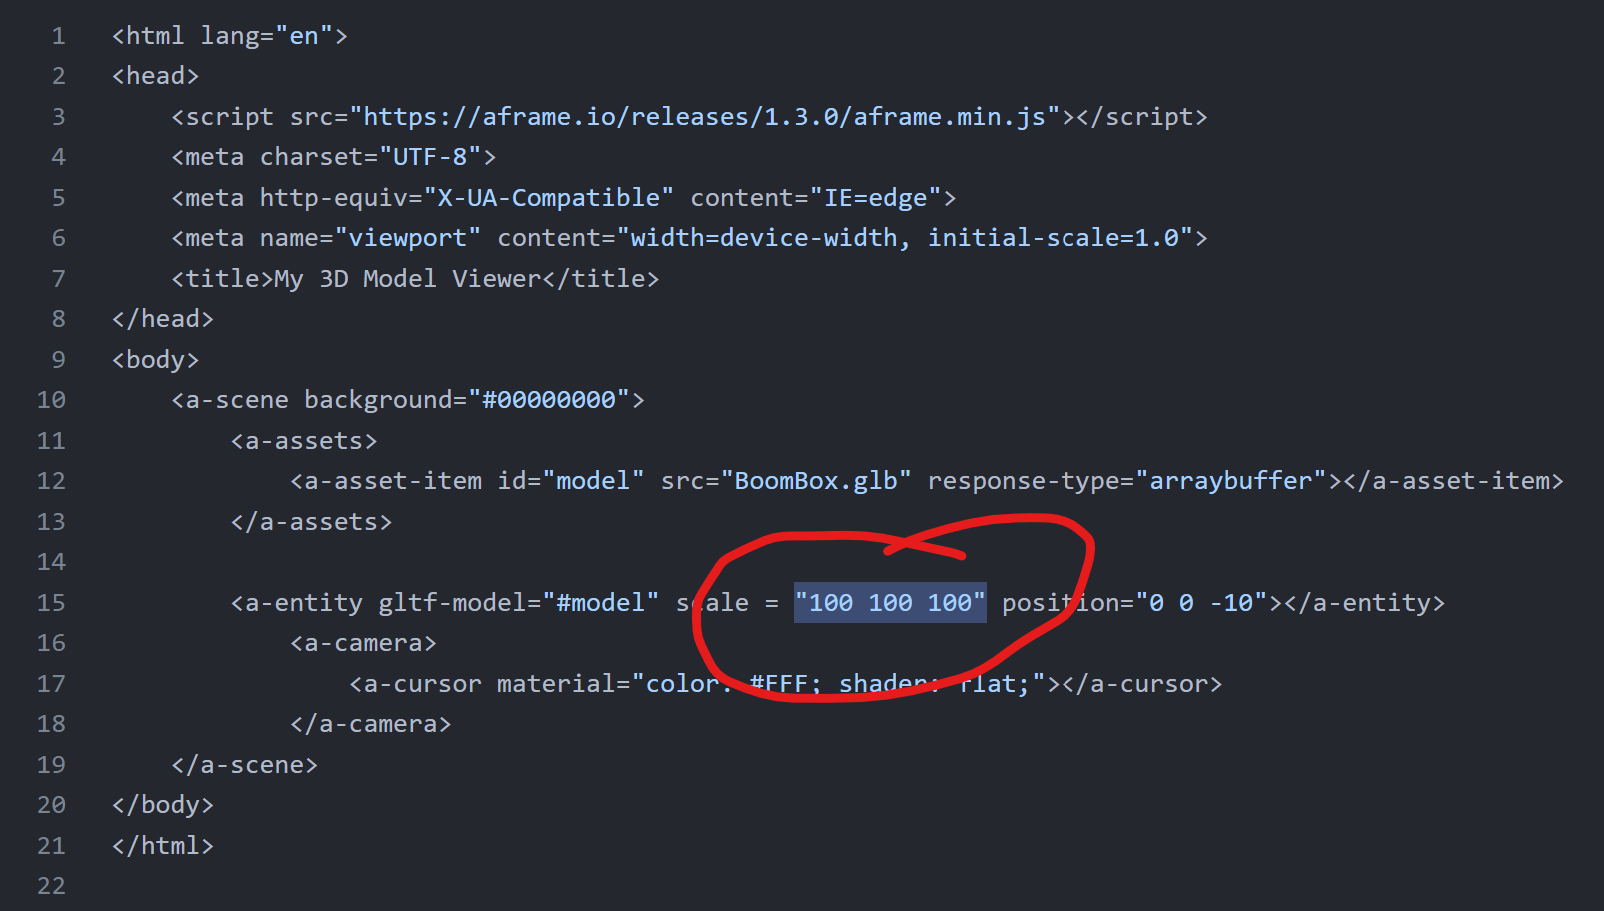 1 <html lang="en">
2 <head>
3 <script src="https://aframe.io/releases/1.3.0/aframe.min.js"></script>
4 <meta charset="UTF-8">
5 <meta http-equiv="X-UA-Compatible" content="IE=edge">
6 <meta name="viewport" content="width=device-width, initial-scale=1.0">
7 <title>My 3D Model Viewer</title>
8 </head>
9 <body>
10 <a-scene background="#00000000">
11 <a-assets>
12 <a-asset-item id="model" src="BoomBox.glb" response-type="arraybuffer"></a-asset-item>
13 </a-assets>
14
15 <a-entity gltf-model="#model" scale = "100 100 100" position="0 0 -10"></a-entity>
16 <a-camera>
17 <a-cursor material="color: #FFF; shader: flat;"></a-cursor>
18 </a-camera>
19 </a-scene>
20 </body>
21 </html>
22